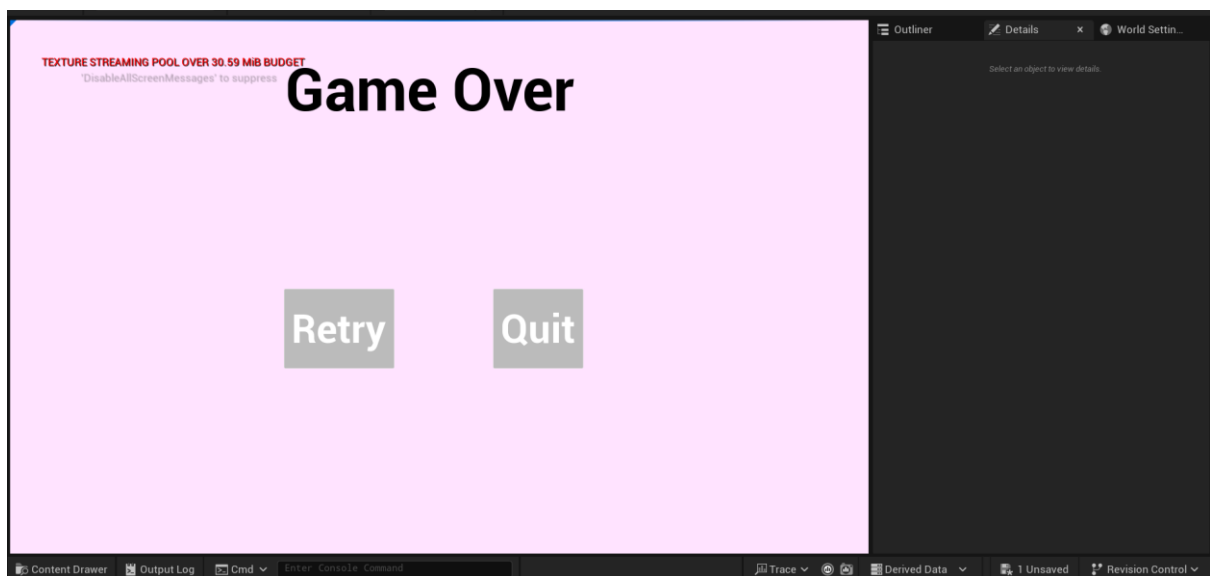 Outliner
Details
World Settin...
TEXTURE STREAMING POOL OVER 30.59 MiB BUDGET
'DisableAllScreenMessages' to suppress
Select an object to view details.
Game Over
Retry
Quit
Content Drawer
Output Log
Cmd
Enter Console Command
Trace
Derived Data
1 Unsaved
Revision Control